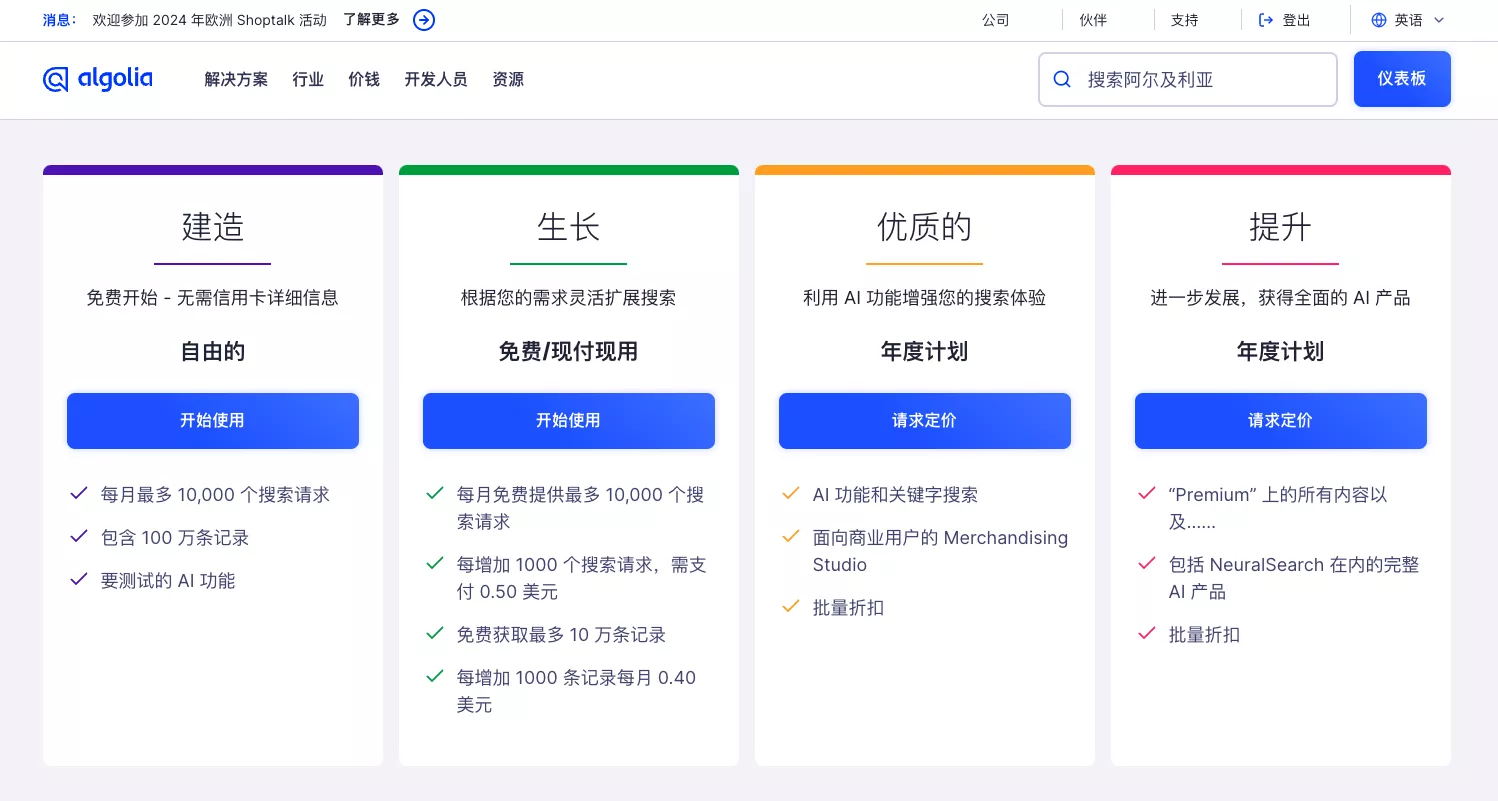 消息： 欢迎参加 2024 年欧洲 Shoptalk 活动 了解更多
公司 伙伴 支持 登出 英语
algolia 解决方案 行业 价钱 开发人员 资源 搜索阿尔及利亚 仪表板
建造
免费开始 - 无需信用卡详细信息
自由的
开始使用
每月最多 10,000 个搜索请求
包含 100 万条记录
要测试的 AI 功能
生长
根据您的需求灵活扩展搜索
免费/现付现用
开始使用
每月免费提供最多 10,000 个搜
索请求
每增加 1000 个搜索请求，需支
付 0.50 美元
免费获取最多 10 万条记录
每增加 1000 条记录每月 0.40
美元
优质的
利用 AI 功能增强您的搜索体验
年度计划
请求定价
AI 功能和关键字搜索
面向商业用户的 Merchandising
Studio
批量折扣
提升
进一步发展，获得全面的 AI 产品
年度计划
请求定价
“Premium” 上的所有内容以
及......
包括 NeuralSearch 在内的完整
AI 产品
批量折扣